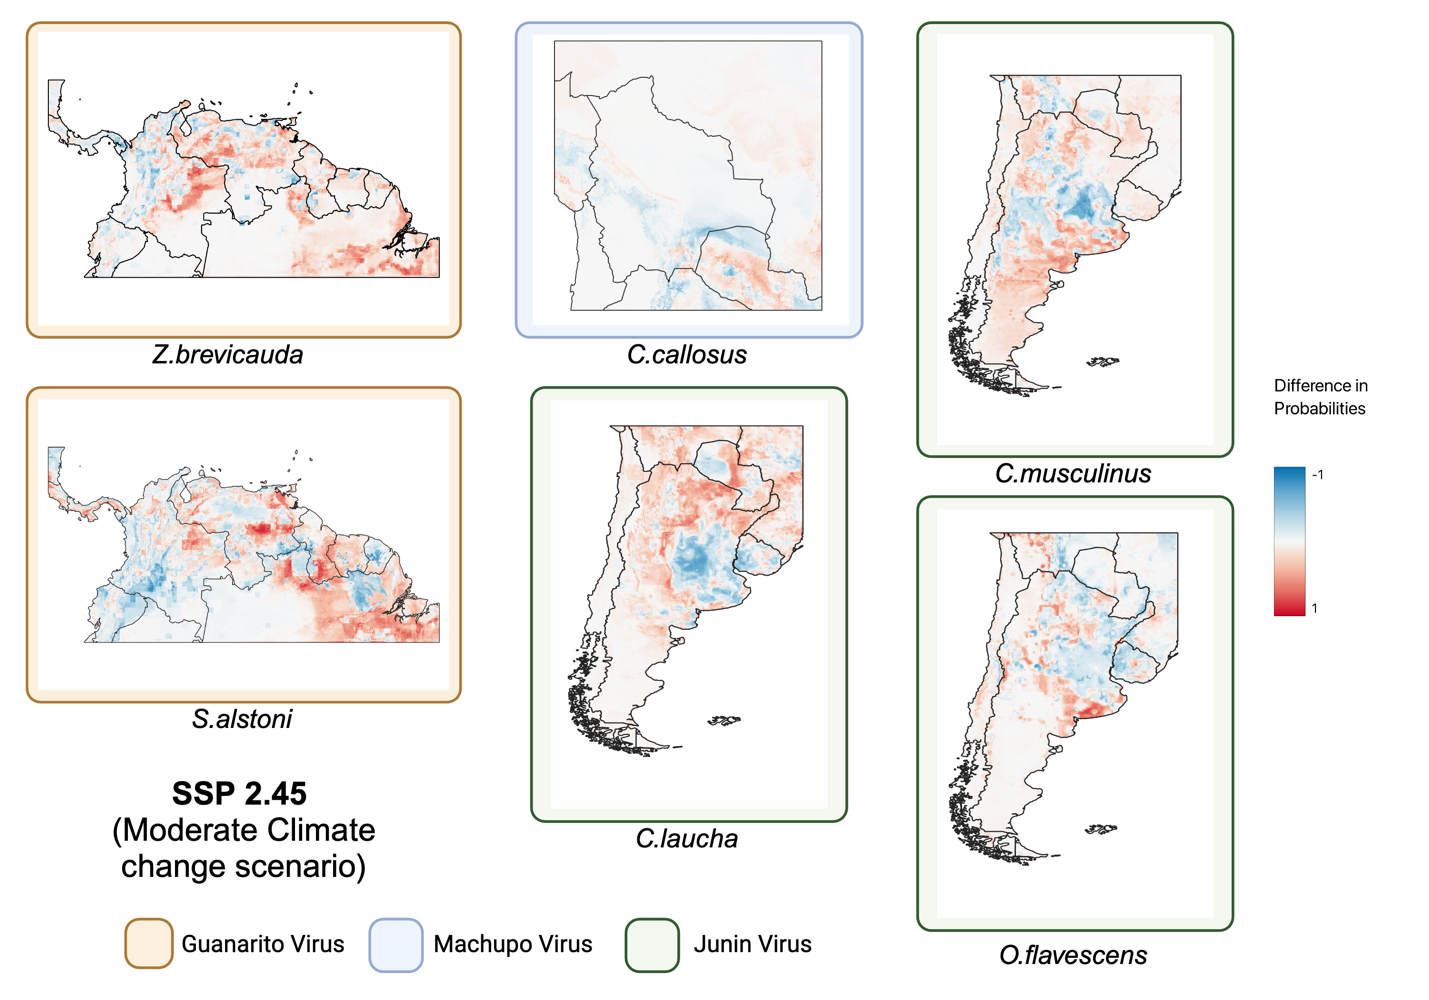 Z.brevicauda
C.callosus
C.musculinus
S.alstoni
C.laucha
O.flavescens
Difference in
Probabilities
-1
1
SSP 2.45
(Moderate Climate
change scenario)
Guanarito Virus
Machupo Virus
Junin Virus